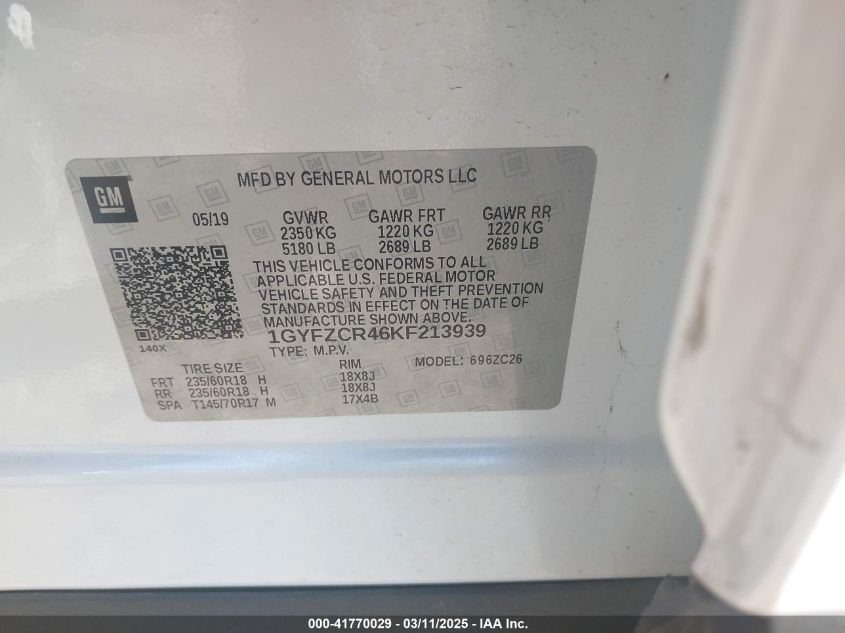 GM
MFD BY GENERAL MOTORS LLC
05/19 GVWR GAWR FRT GAWR RR
2350 KG 1220 KG 1220 KG
5180 LB 2689 LB 2689 LB
THIS VEHICLE CONFORMS TO ALL
APPLICABLE U.S. FEDERAL MOTOR
VEHICLE SAFETY AND THEFT PREVENTION
STANDARDS IN EFFECT ON THE DATE OF
MANUFACTURE SHOWN ABOVE.
1GYFZCR46KF213939
140X
TYPE: M.P.V. MODEL: 696ZC26
TIRE SIZE RIM
FRT 235/60R18 H 18X8J
RR 235/60R18 H 18X8J
SPA T145/70R17 M 17X4B
000-41770029 - 03/11/2025 - IAA Inc.